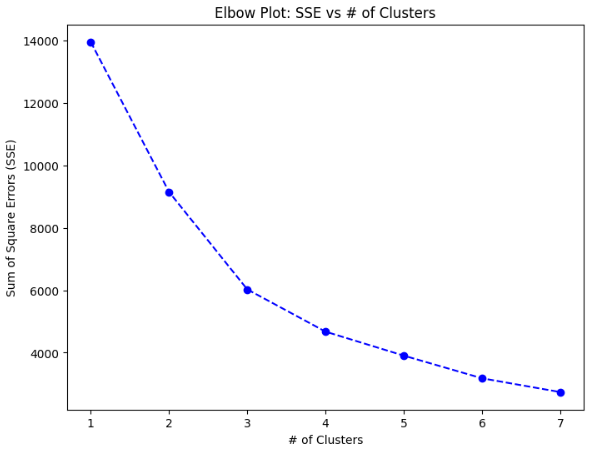 Elbow Plot: SSE vs # of Clusters
14000
12000
10000
8000
6000
4000
Sum of Square Errors (SSE)
1 2 3 4 5 6 7
# of Clusters